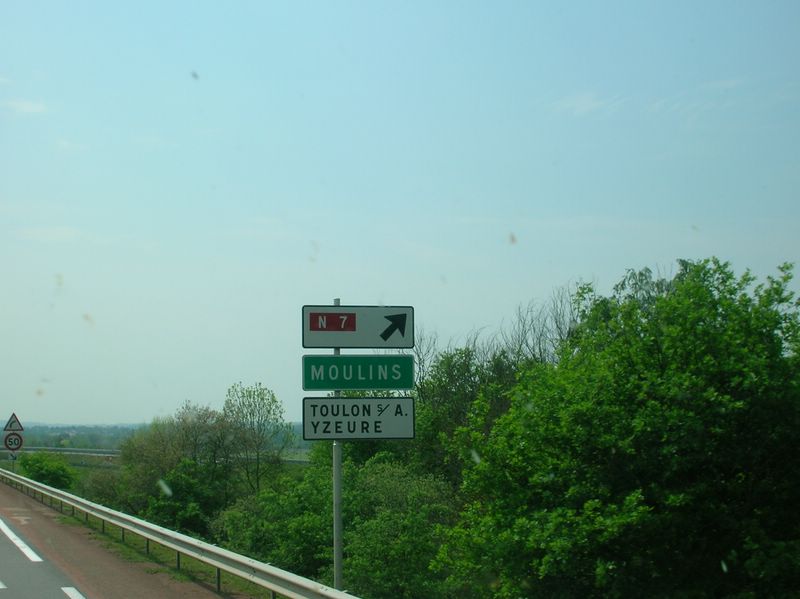 N 7
MOULINS
TOULON S/ A.
YZEURE
50